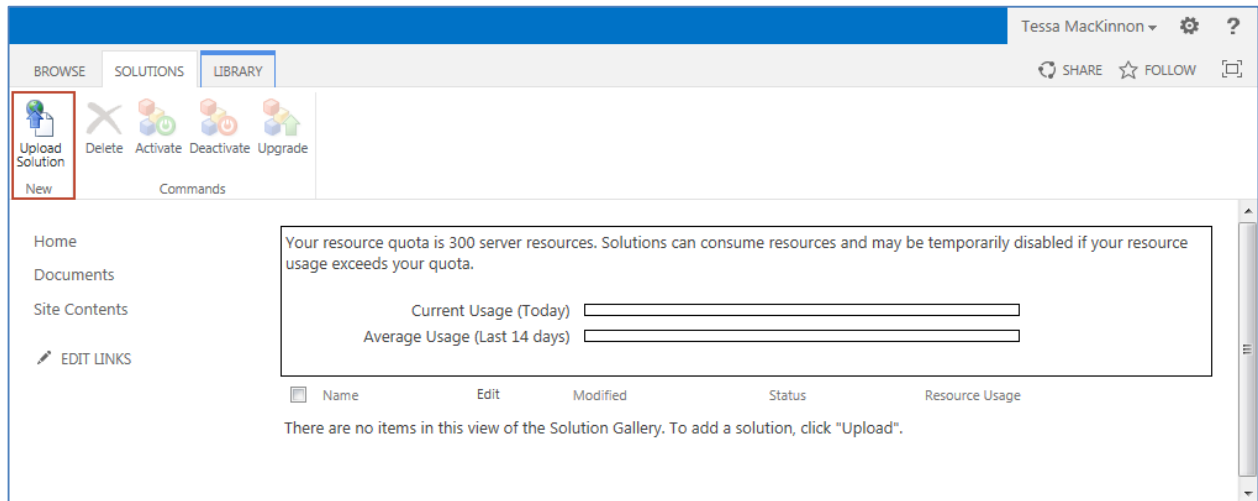 Tessa MacKinnon ?
BROWSE SOLUTIONS LIBRARY SHARE FOLLOW
Upload Solution Delete Activate Deactivate Upgrade
New Commands
Home
Documents
Site Contents
EDIT LINKS
Your resource quota is 300 server resources. Solutions can consume resources and may be temporarily disabled if your resource
usage exceeds your quota.
Current Usage (Today)
Average Usage (Last 14 days)
Name Edit Modified Status Resource Usage
There are no items in this view of the Solution Gallery. To add a solution, click "Upload".